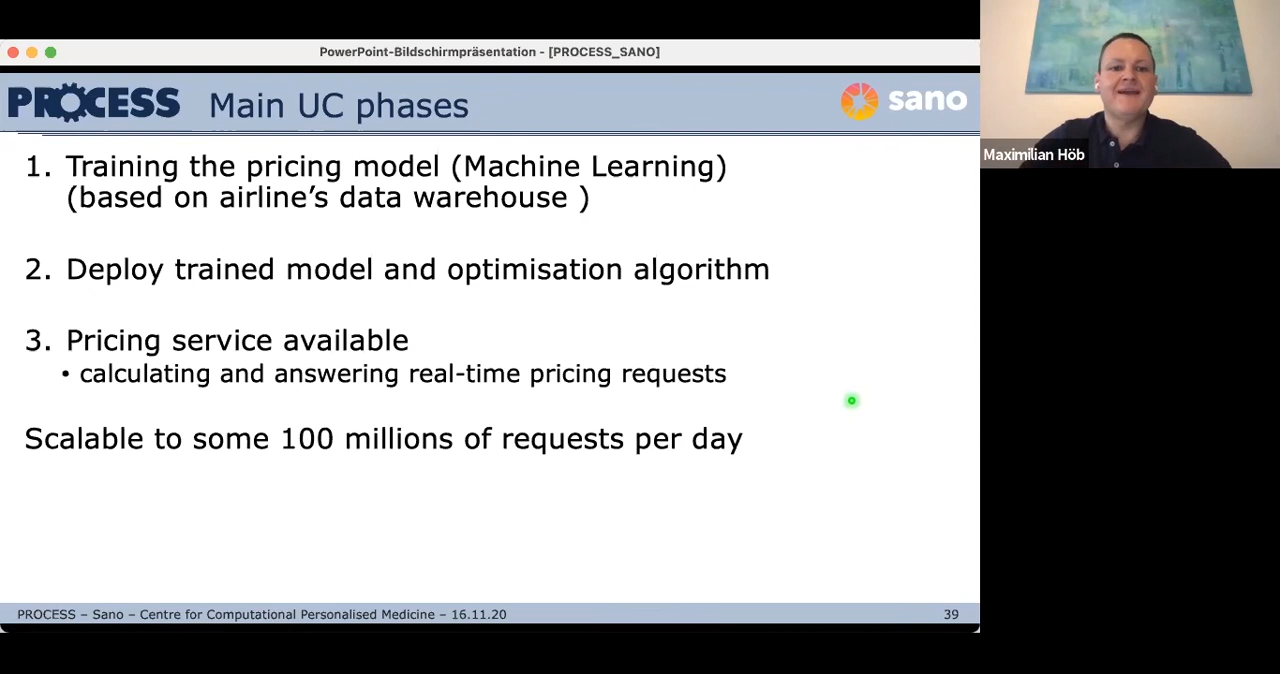 PowerPoint-Bildschirmpräsentation - [PROCESS_SANO]
PROCESS Main UC phases sano
1. Training the pricing model (Machine Learning)
(based on airline’s data warehouse )
2. Deploy trained model and optimisation algorithm
3. Pricing service available
• calculating and answering real-time pricing requests
Scalable to some 100 millions of requests per day
PROCESS – Sano – Centre for Computational Personalised Medicine – 16.11.20 39
Maximilian Höb